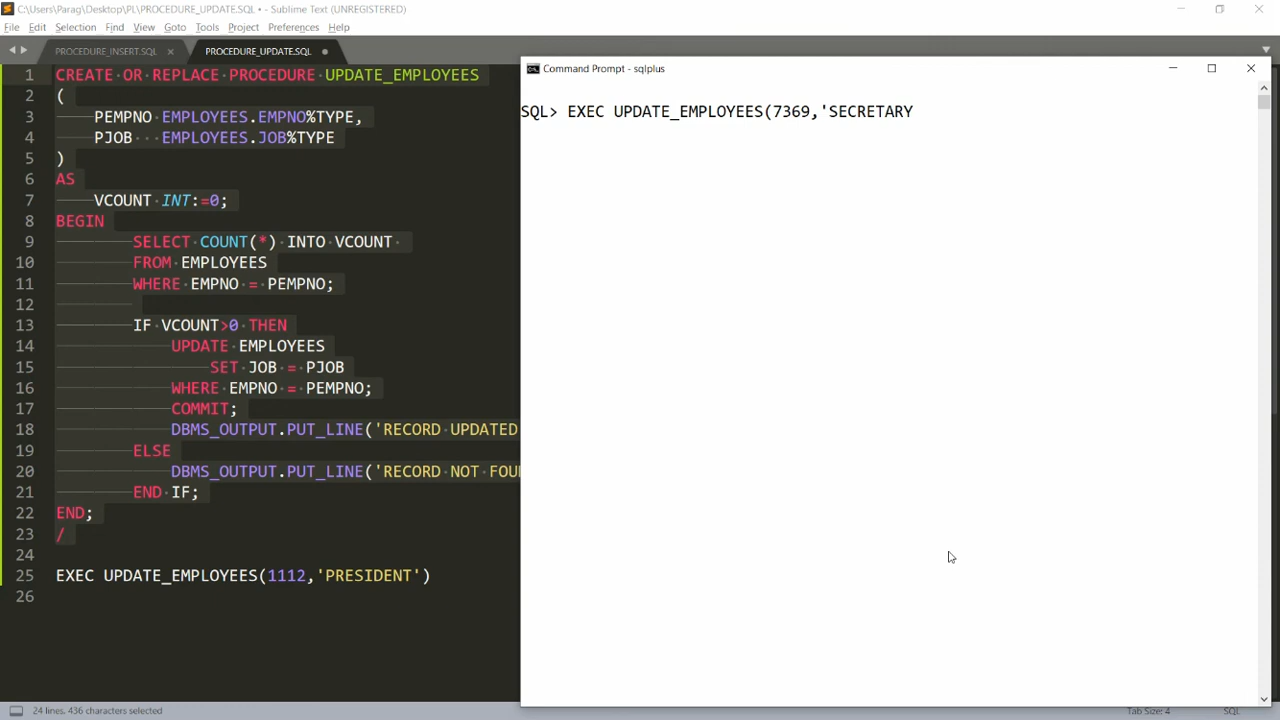 C:\Users\Parag\Desktop\PL\PROCEDURE_UPDATE.SQL • - Sublime Text (UNREGISTERED)
File Edit Selection Find View Goto Tools Project Preferences Help
PROCEDURE_INSERT.SQL × PROCEDURE_UPDATE.SQL
1 CREATE OR REPLACE PROCEDURE UPDATE_EMPLOYEES
2 (
3 PEMPNO EMPLOYEES.EMPNO%TYPE,
4 PJOB EMPLOYEES.JOB%TYPE
5 )
6 AS
7 VCOUNT INT:=0;
8 BEGIN
9 SELECT COUNT(*) INTO VCOUNT
10 FROM EMPLOYEES
11 WHERE EMPNO = PEMPNO;
12
13 IF VCOUNT>0 THEN
14 UPDATE EMPLOYEES
15 SET JOB = PJOB
16 WHERE EMPNO = PEMPNO;
17 COMMIT;
18 DBMS_OUTPUT.PUT_LINE('RECORD UPDATED
19 ELSE
20 DBMS_OUTPUT.PUT_LINE('RECORD NOT FOU
21 END IF;
22 END;
23 /
24
25 EXEC UPDATE_EMPLOYEES(1112,'PRESIDENT')
26
Command Prompt - sqlplus
SQL> EXEC UPDATE_EMPLOYEES(7369,'SECRETARY
24 lines, 436 characters selected
Tab Size: 4 SQL